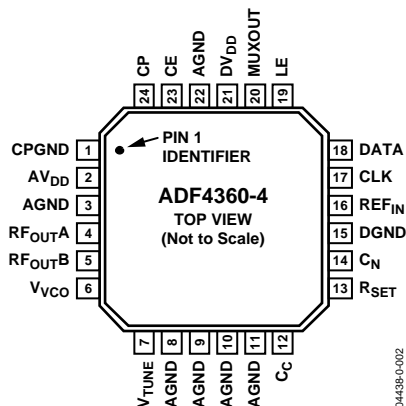 CP
CE
AGND
DVDD
MUXOUT
LE
24
23
22
21
20
19
CPGND 1
AVDD 2
AGND 3
RFOUTA 4
RFOUTB 5
VVCO 6
PIN 1
IDENTIFIER
ADF4360-4
TOP VIEW
(Not to Scale)
18 DATA
17 CLK
16 REFIN
15 DGND
14 CN
13 RSET
7
8
9
10
11
12
VTUNE
AGND
AGND
AGND
AGND
CC
04438-0-002